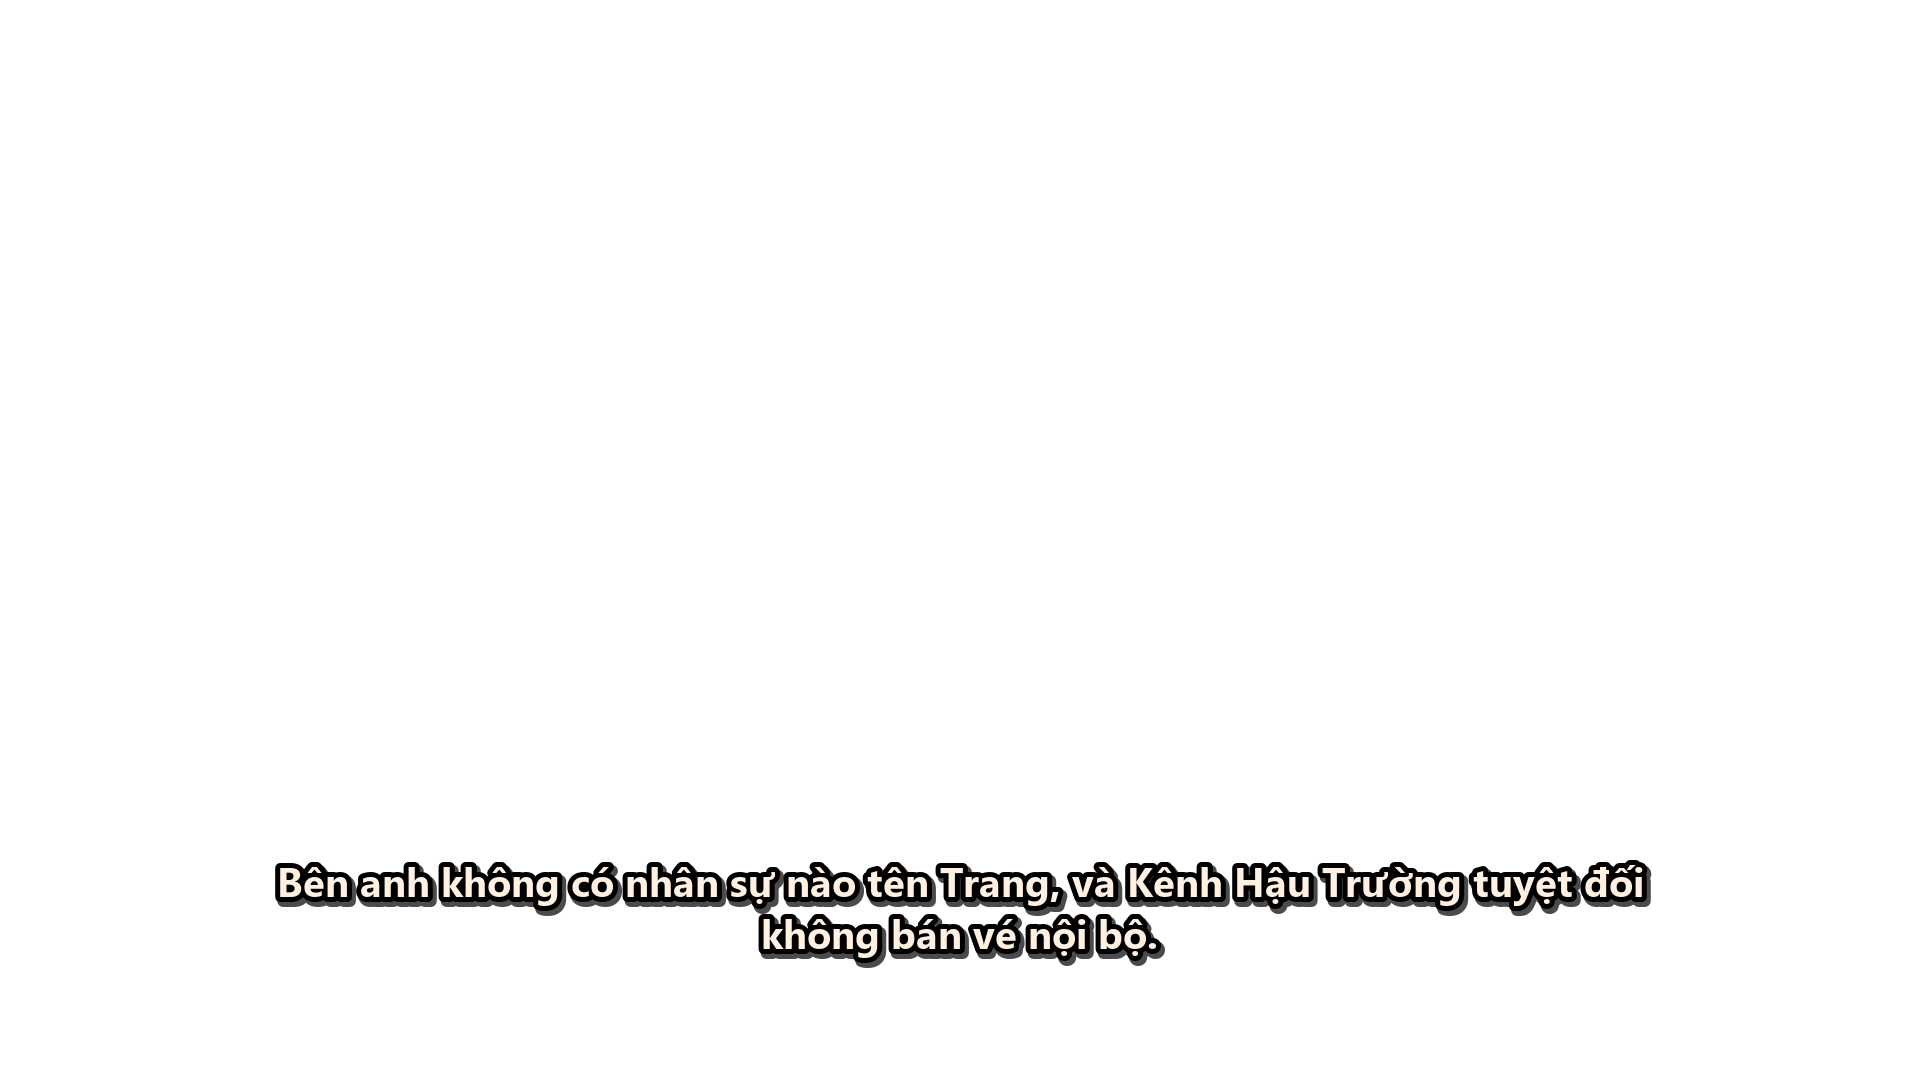 Bên anh không có nhân sự nào tên Trang, và Kênh Hậu Trường tuyệt đối
không bán vé nội bộ.